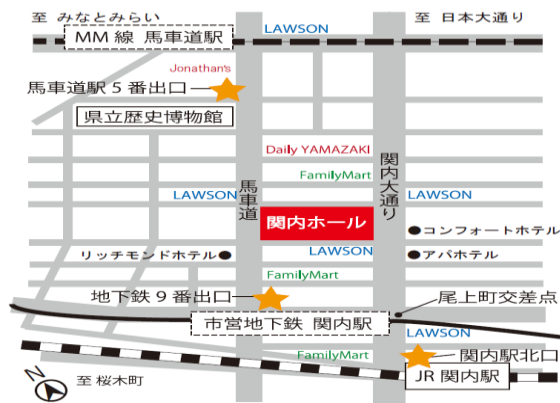 至 みなとみらい
LAWSON
至 日本大通り
MM 線 馬車道駅
Jonathan's
馬車道駅 5 番出口
県立歴史博物館
Daily YAMAZAKI
FamilyMart
馬車道
関内大通り
LAWSON
LAWSON
関内ホール
コンフォートホテル
リッチモンドホテル
LAWSON
アパホテル
FamilyMart
地下鉄 9 番出口
尾上町交差点
市営地下鉄 関内駅
LAWSON
FamilyMart
関内駅北口
N
至 桜木町
JR 関内駅